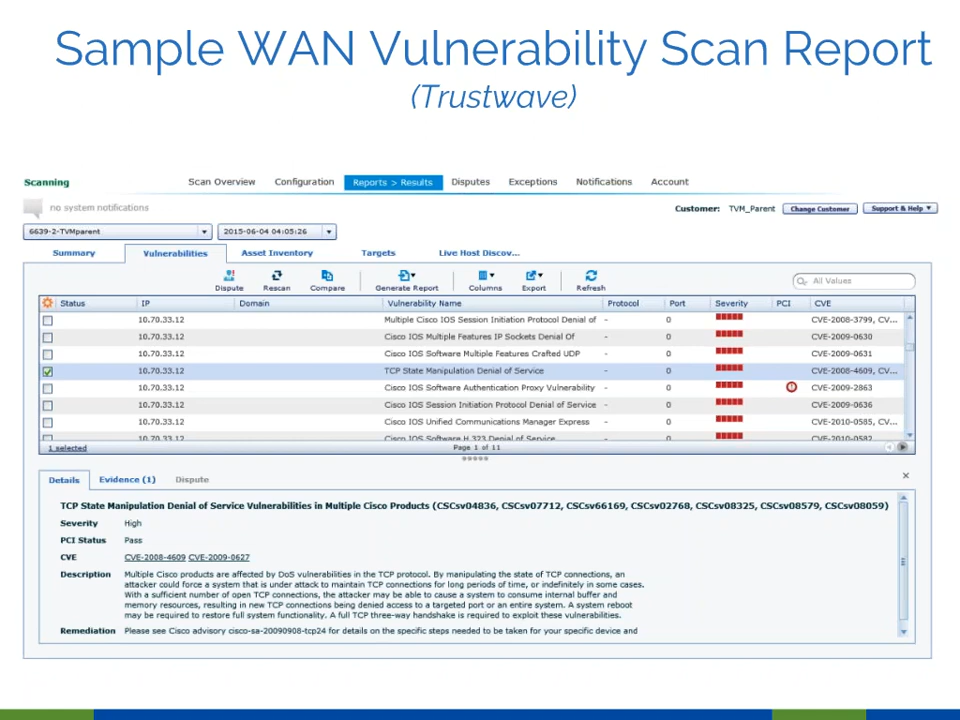 Sample WAN Vulnerability Scan Report
(Trustwave)
Scanning Scan Overview Configuration Reports > Results Disputes Exceptions Notifications Account
no system notifications Customer: TVM_Parent Change Customer Support & Help
6639-2-TVMparent 2015-06-04 04:05:26
Summary Vulnerabilities Asset Inventory Targets Live Host Discov...
Dispute Rescan Compare Generate Report Columns Export Refresh All Values
Status IP Domain Vulnerability Name Protocol Port Severity PCI CVE
10.70.33.12 Multiple Cisco IOS Session Initiation Protocol Denial of - 0 CVE-2008-3799, CV...
10.70.33.12 Cisco IOS Multiple Features IP Sockets Denial Of - 0 CVE-2009-0630
10.70.33.12 Cisco IOS Software Multiple Features Crafted UDP - 0 CVE-2009-0631
10.70.33.12 TCP State Manipulation Denial of Service - 0 CVE-2008-4609, CV...
10.70.33.12 Cisco IOS Software Authentication Proxy Vulnerability - 0 CVE-2009-2863
10.70.33.12 Cisco IOS Session Initiation Protocol Denial of Service - 0 CVE-2009-0636
10.70.33.12 Cisco IOS Unified Communications Manager Express - 0 CVE-2010-0585, CV...
10.70.33.12 Cisco IOS Software H.323 Denial of Service - 0 CVE-2010-0582
1 selected Page 1 of 11
Details Evidence (1) Dispute
TCP State Manipulation Denial of Service Vulnerabilities in Multiple Cisco Products (CSCsv04836, CSCsv07712, CSCsv66169, CSCsv02768, CSCsv08325, CSCsv08579, CSCsv08059)
Severity High
PCI Status Pass
CVE CVE-2008-4609 CVE-2009-0627
Description Multiple Cisco products are affected by DoS vulnerabilities in the TCP protocol. By manipulating the state of TCP connections, an
attacker could force a system that is under attack to maintain TCP connections for long periods of time, or indefinitely in some cases.
With a sufficient number of open TCP connections, the attacker may be able to cause a system to consume internal buffer and
memory resources, resulting in new TCP connections being denied access to a targeted port or an entire system. A system reboot
may be required to restore full system functionality. A full TCP three-way handshake is required to exploit these vulnerabilities.
Remediation Please see Cisco advisory cisco-sa-20090908-tcp24 for details on the specific steps needed to be taken for your specific device and